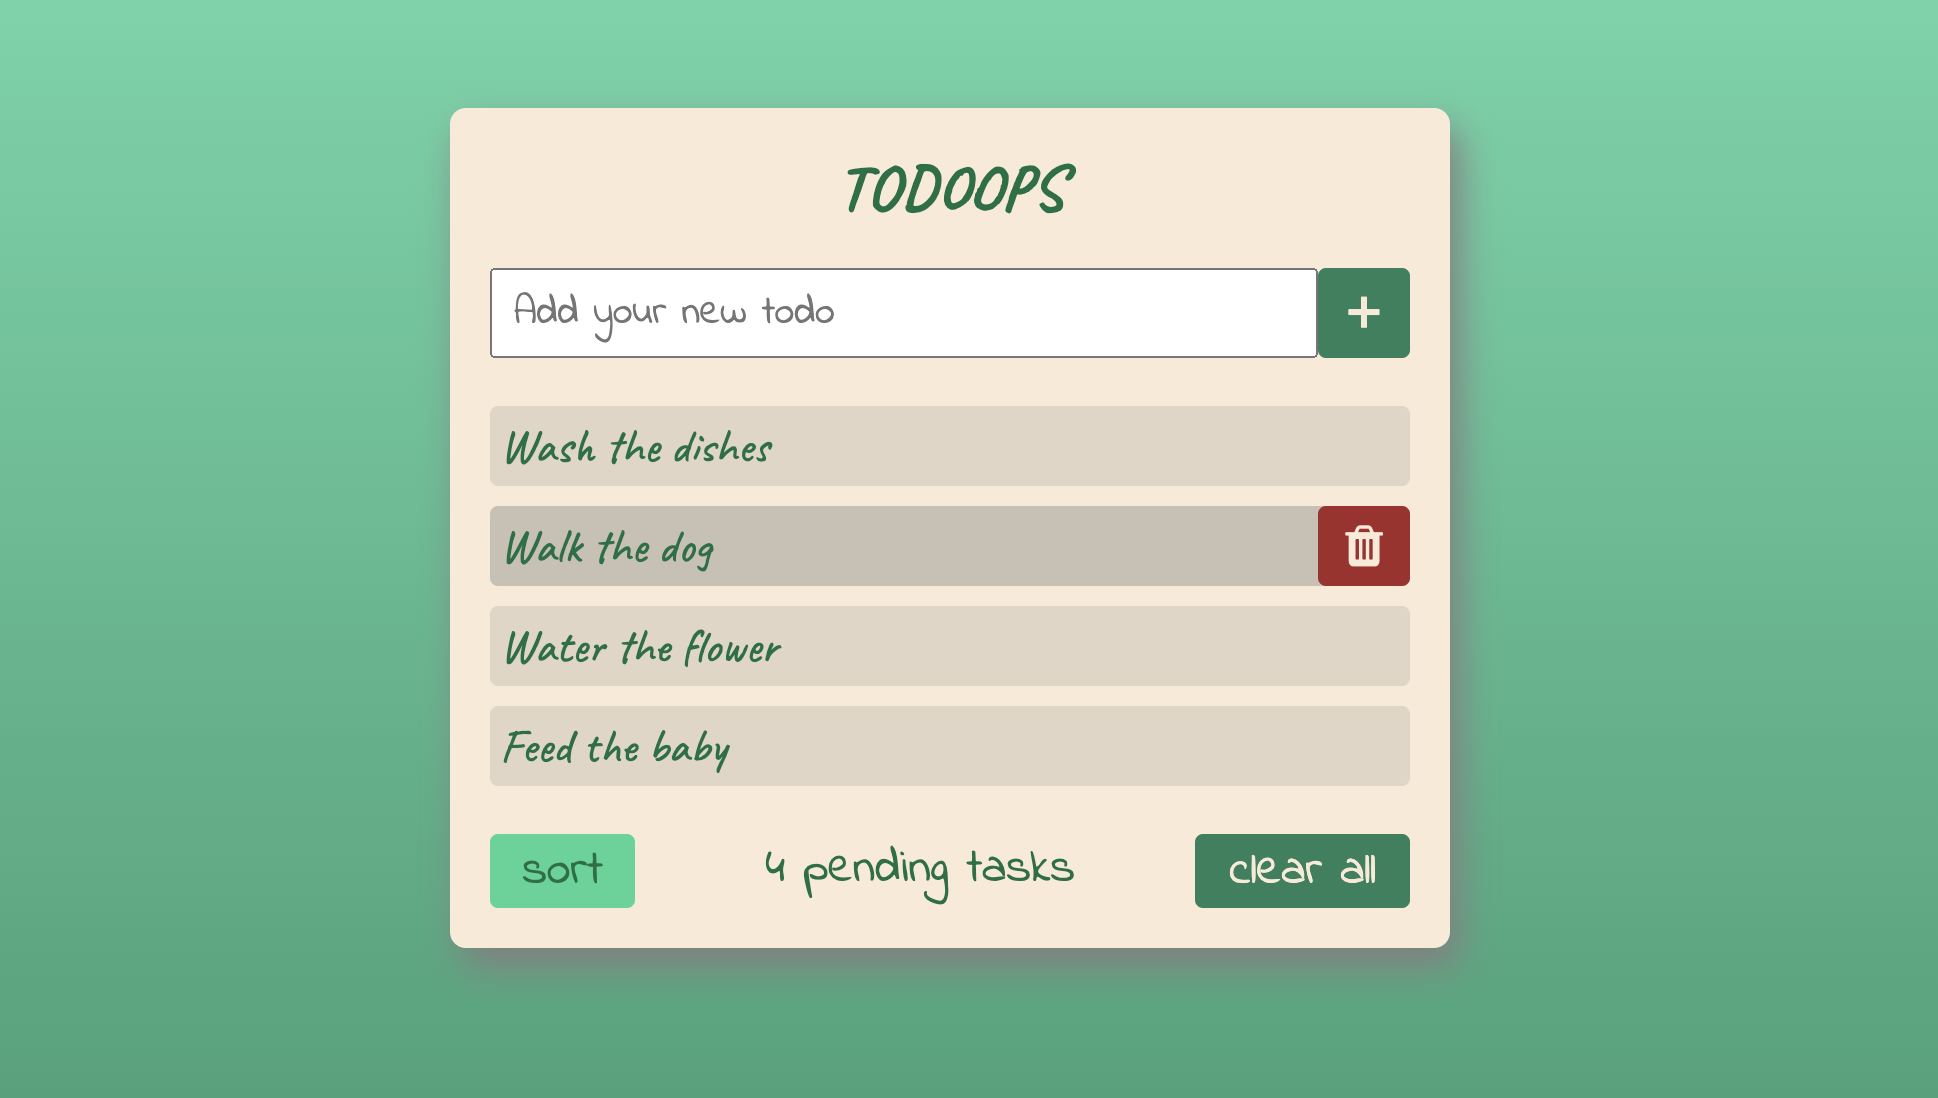 TODOOPS
Add your new todo
+
Wash the dishes
Walk the dog
Water the flower
Feed the baby
sort
4 pending tasks
clear all